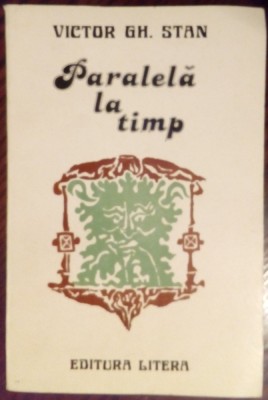 VICTOR GH. STAN
Paralelă
la
timp
EDITURA LITERA